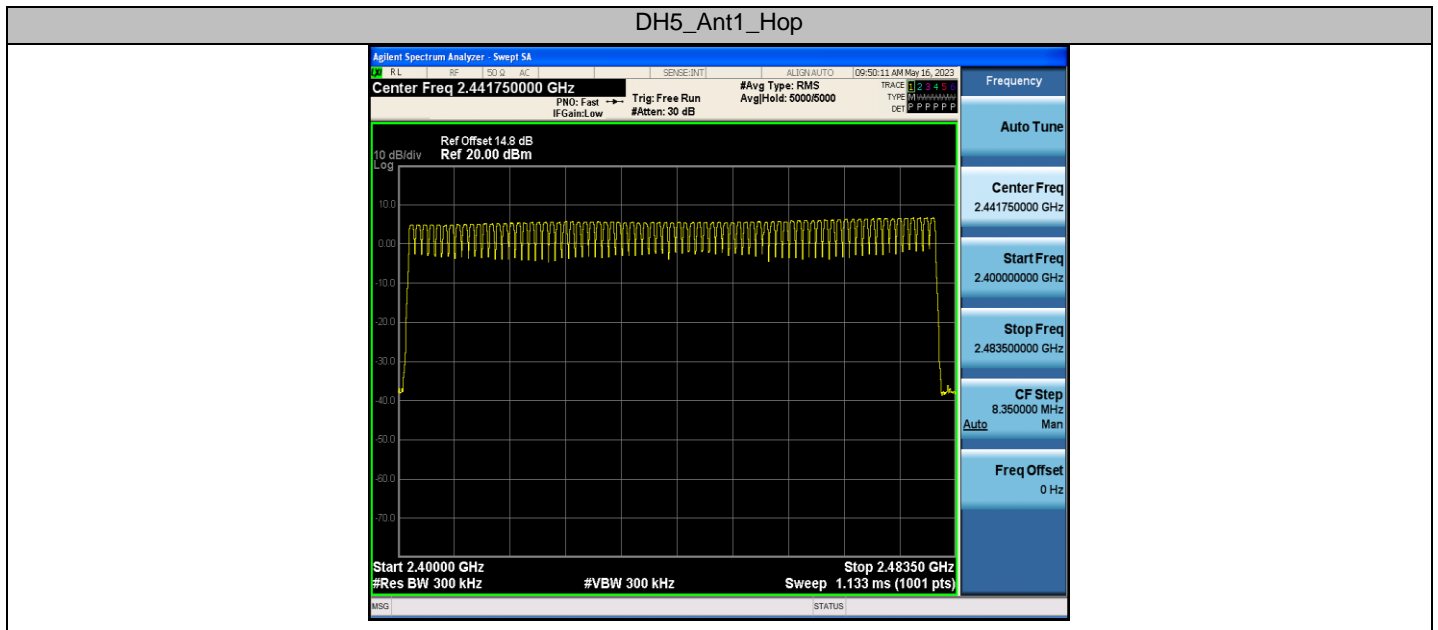 DH5_Ant1_Hop
Agilent Spectrum Analyzer - Swept SA
RL RF 50 Ω AC SENSE:INT ALIGN AUTO 09:50:11 AM May 16, 2023
Center Freq 2.441750000 GHz
PNO: Fast
IFGain:Low
Trig: Free Run
#Atten: 30 dB
#Avg Type: RMS
Avg|Hold: 5000/5000
TRACE 1 2 3 4 5 6
TYPE M
DET P P P P P P
Ref Offset 14.8 dB
10 dB/div Ref 20.00 dBm
Log
10.0
0.00
-10.0
-20.0
-30.0
-40.0
-50.0
-60.0
-70.0
Start 2.40000 GHz Stop 2.48350 GHz
#Res BW 300 kHz #VBW 300 kHz Sweep 1.133 ms (1001 pts)
MSG STATUS
Frequency
Auto Tune
Center Freq
2.441750000 GHz
Start Freq
2.400000000 GHz
Stop Freq
2.483500000 GHz
CF Step
8.350000 MHz
Auto Man
Freq Offset
0 Hz